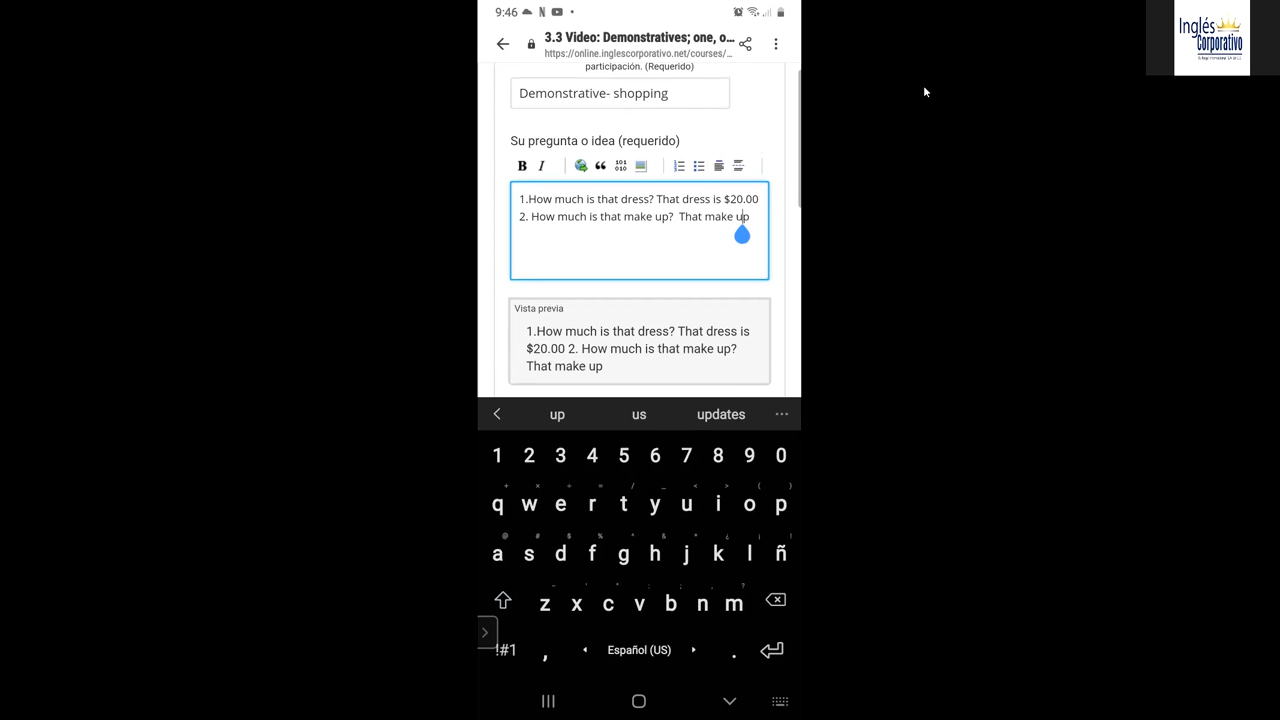 9:46
Inglés
Corporativo
3.3 Video: Demonstratives; one, o...
https://online.inglescorporativo.net/courses/...
participación. (Requerido)
Demonstrative- shopping
Su pregunta o idea (requerido)
B I
101
010
1.How much is that dress? That dress is $20.00
2. How much is that make up?  That make up
Vista previa
1.How much is that dress? That dress is
$20.00 2. How much is that make up?
That make up
up us updates ...
1 2 3 4 5 6 7 8 9 0
q w e r t y u i o p
a s d f g h j k l ñ
z x c v b n m
!#1 , Español (US) .